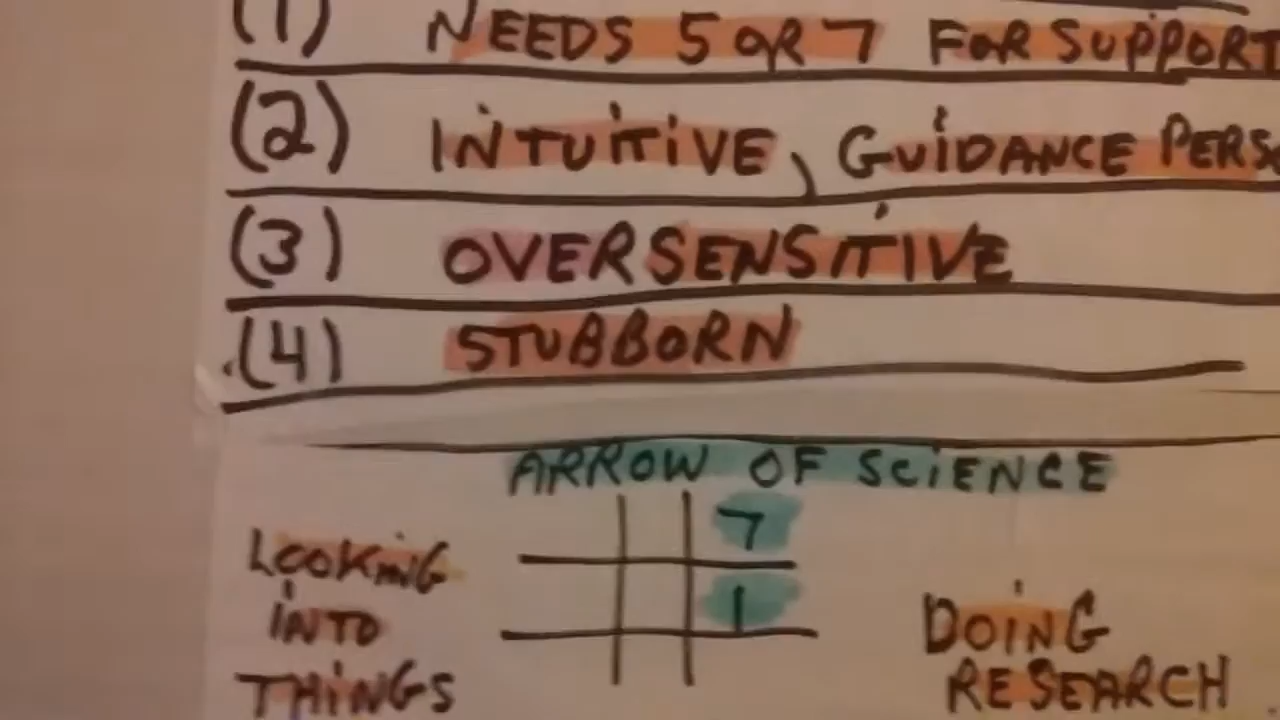 (1) NEEDS 5 OR 7 FOR SUPPORT
(2) INTUITIVE, GUIDANCE
(3) OVERSENSITIVE
(4) STUBBORN
ARROW OF SCIENCE
7
1
LOOKING
INTO
THINGS
DOING
RESEARCH